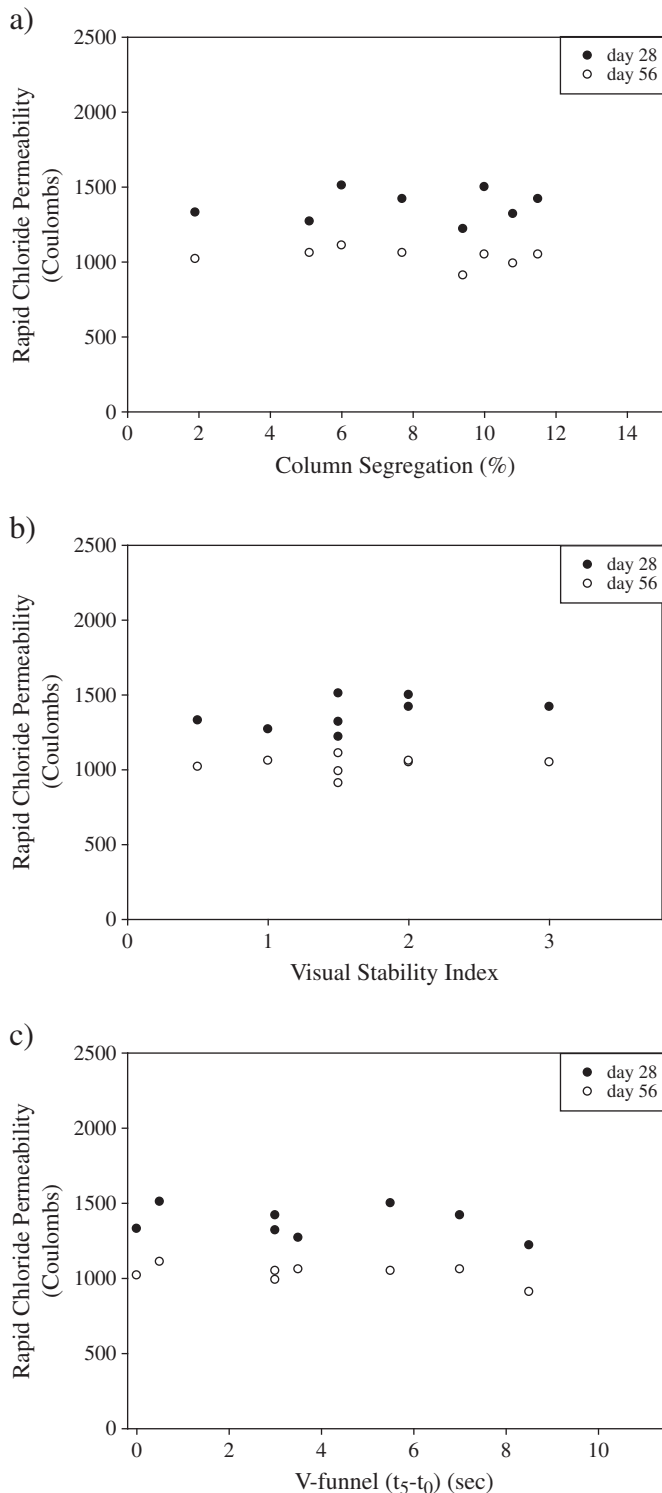 a)
2500
2000
1500
1000
500
0
Rapid Chloride Permeability
(Coulombs)
day 28
day 56
0 2 4 6 8 10 12 14
Column Segregation (%)
b)
2500
2000
1500
1000
500
0
Rapid Chloride Permeability
(Coulombs)
day 28
day 56
0 1 2 3
Visual Stability Index
c)
2500
2000
1500
1000
500
0
Rapid Chloride Permeability
(Coulombs)
day 28
day 56
0 2 4 6 8 10
V-funnel (t₅-t₀) (sec)